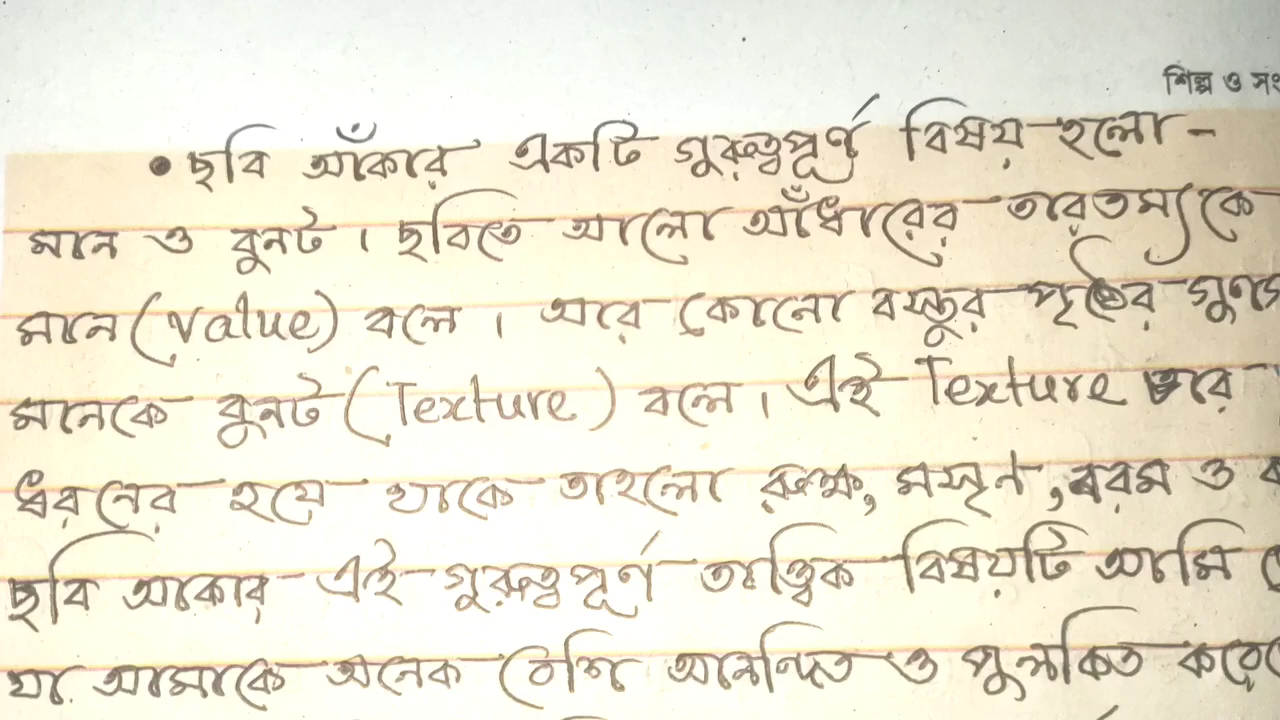 শিল্প ও সং
• ছবি আঁকার একটি গুরুত্বপূর্ণ বিষয় হলো -
মান ও বুনট । ছবিতে আলো আঁধারের তারতম্যকে
মান (value) বলে । আর কোনো বস্তুর পৃষ্ঠের গুণগ
মানকে বুনট (Texture) বলে । এই Texture চার
ধরনের হয়ে থাকে তাহলো রুক্ষ, মসৃণ, নরম ও ক
ছবি আকার এই গুরুত্বপূর্ণ তাত্ত্বিক বিষয়টি আমি
যা আমাকে অনেক বেশি আনন্দিত ও পুলকিত করেছে